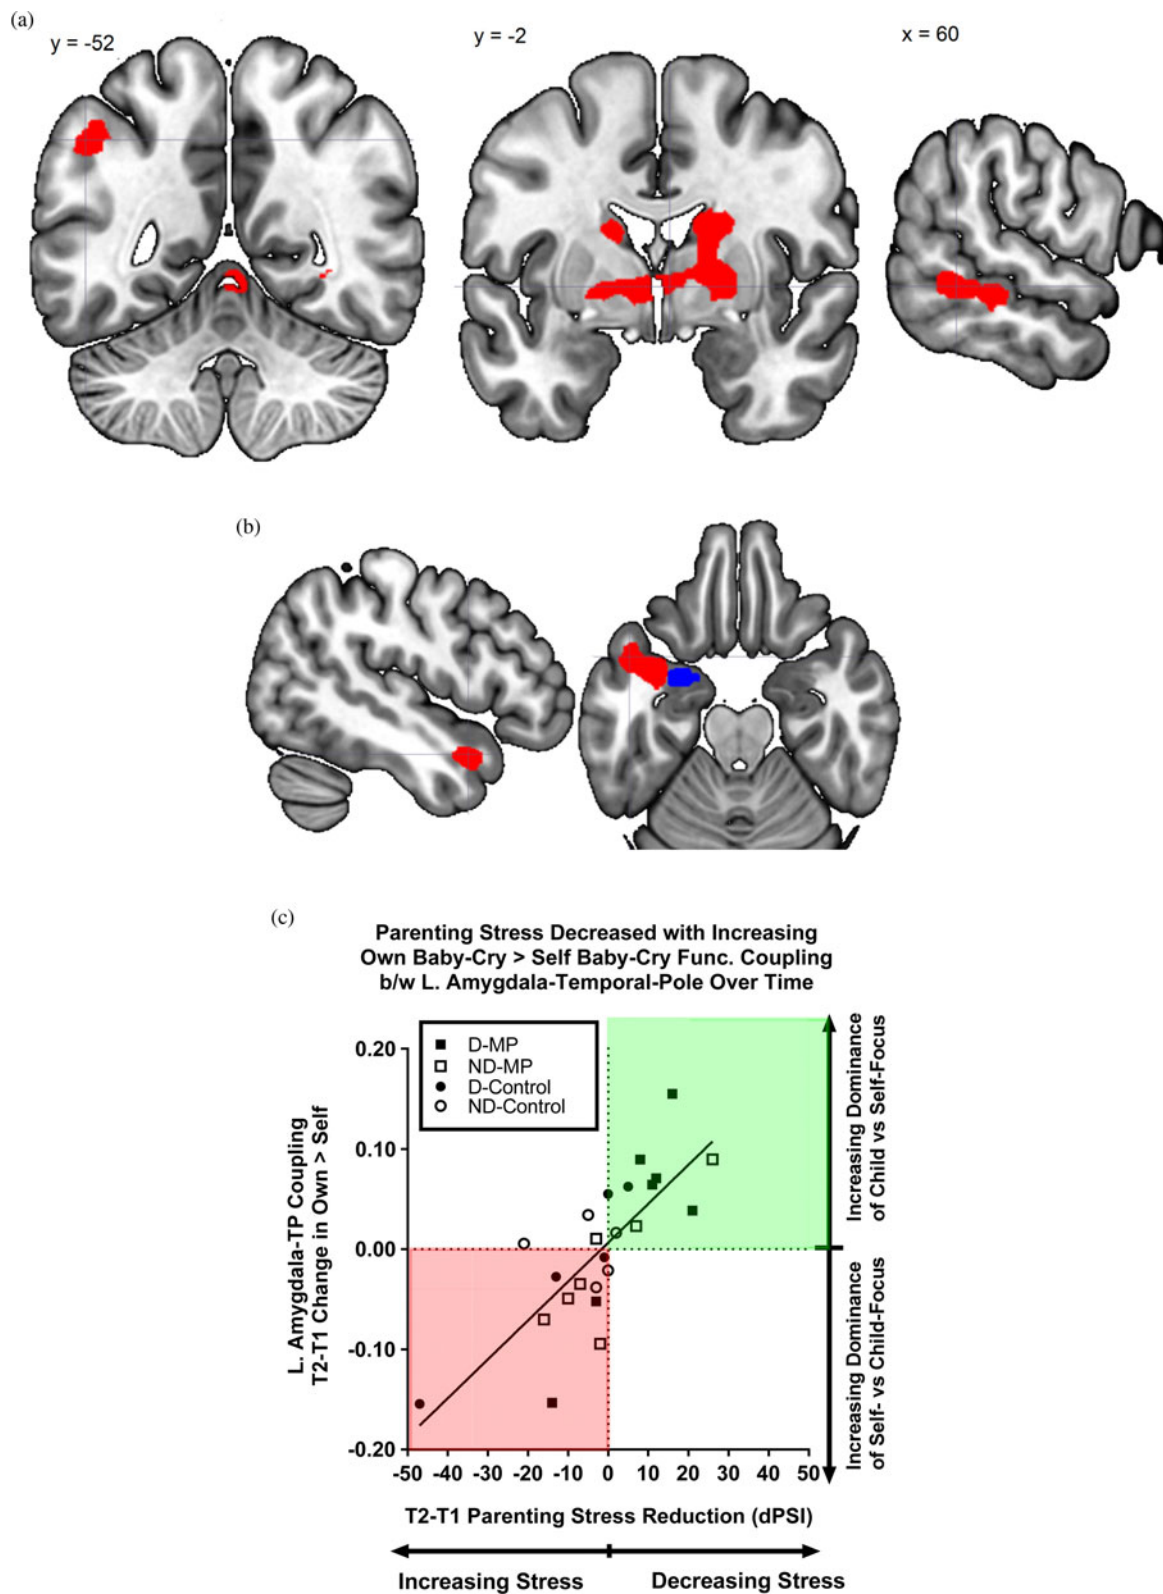 (a)
y = -52
y = -2
x = 60
(b)
(c)
Parenting Stress Decreased with Increasing
Own Baby-Cry > Self Baby-Cry Func. Coupling
b/w L. Amygdala-Temporal-Pole Over Time
D-MP
ND-MP
D-Control
ND-Control
L. Amygdala-TP Coupling
T2-T1 Change in Own > Self
0.20
0.10
0.00
-0.10
-0.20
-50 -40 -30 -20 -10 0 10 20 30 40 50
T2-T1 Parenting Stress Reduction (dPSI)
Increasing Stress
Decreasing Stress
Increasing Dominance
of Child vs Self-Focus
Increasing Dominance
of Self- vs Child-Focus